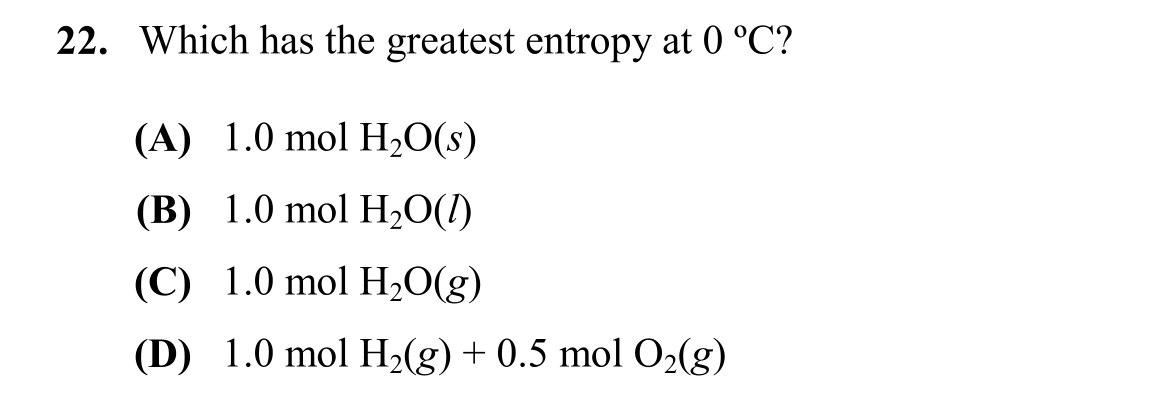 22. Which has the greatest entropy at 0 ºC?
(A) 1.0 mol H₂O(s)
(B) 1.0 mol H₂O(l)
(C) 1.0 mol H₂O(g)
(D) 1.0 mol H₂(g) + 0.5 mol O₂(g)